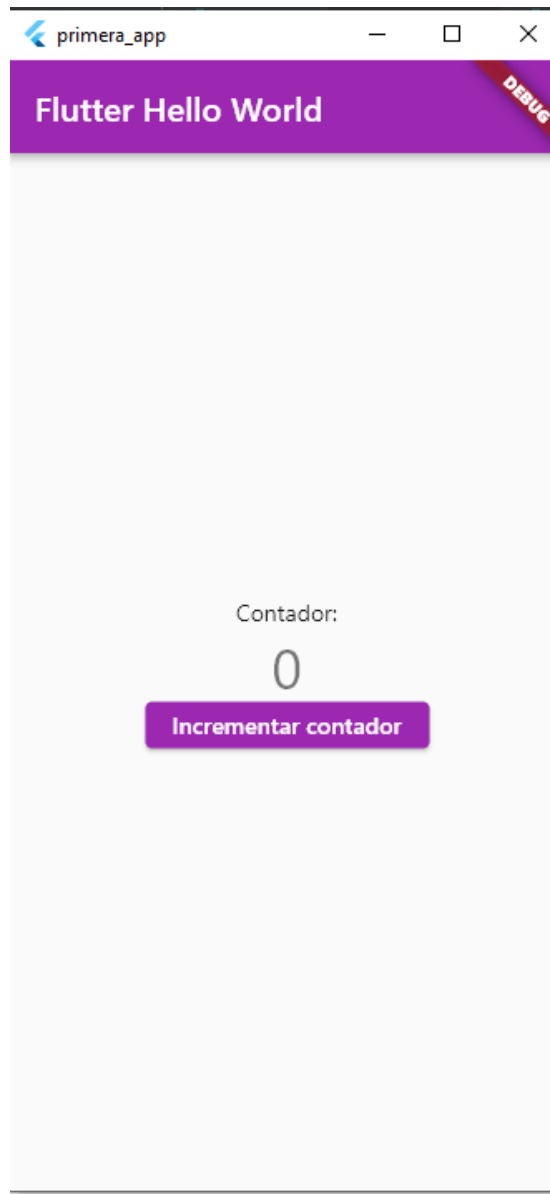 primera_app
Flutter Hello World
DEBUG
Contador:
0
Incrementar contador